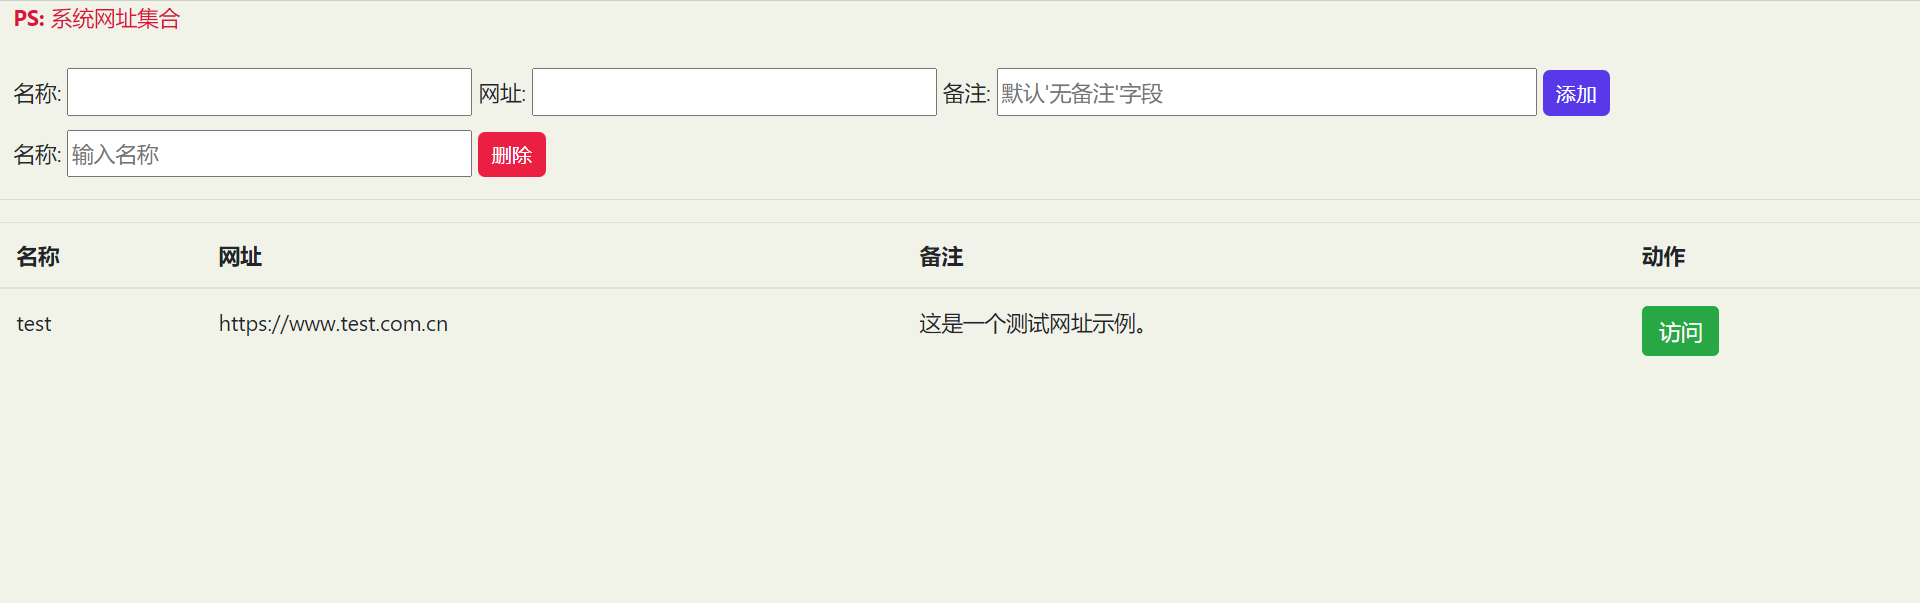 PS: 系统网址集合
名称: 网址: 备注: 默认'无备注'字段 添加
名称: 输入名称 删除
名称 网址 备注 动作
test https://www.test.com.cn 这是一个测试网址示例。 访问